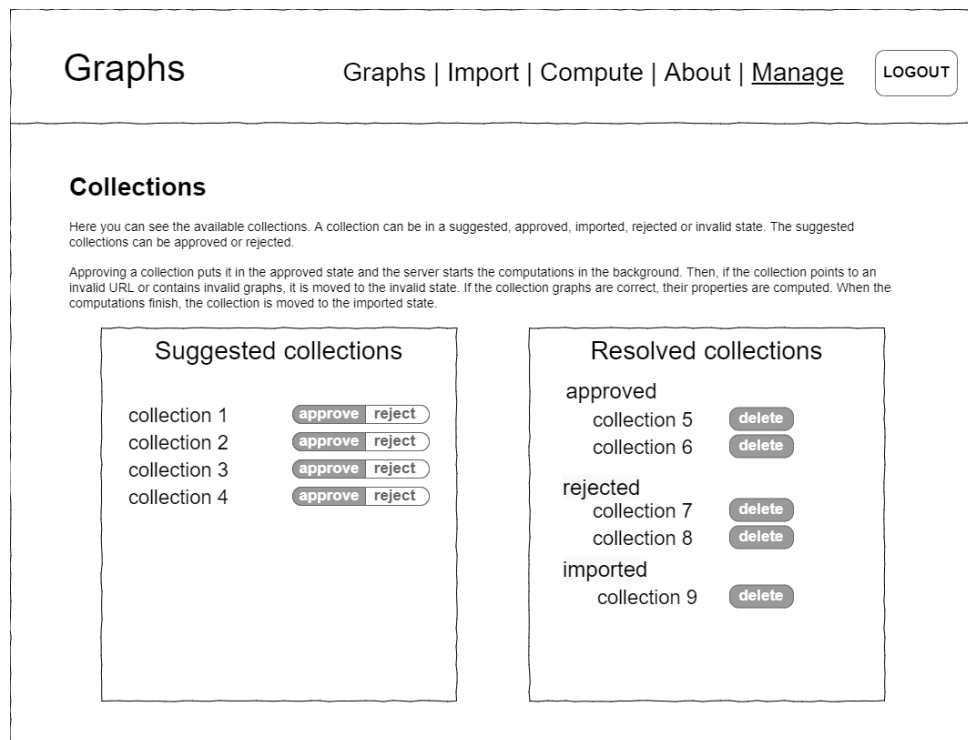 Graphs
Graphs | Import | Compute | About | Manage
LOGOUT
Collections
Here you can see the available collections. A collection can be in a suggested, approved, imported, rejected or invalid state. The suggested
collections can be approved or rejected.
Approving a collection puts it in the approved state and the server starts the computations in the background. Then, if the collection points to an
invalid URL or contains invalid graphs, it is moved to the invalid state. If the collection graphs are correct, their properties are computed. When the
computations finish, the collection is moved to the imported state.
Suggested collections
collection 1 approve reject
collection 2 approve reject
collection 3 approve reject
collection 4 approve reject
Resolved collections
approved
collection 5 delete
collection 6 delete
rejected
collection 7 delete
collection 8 delete
imported
collection 9 delete